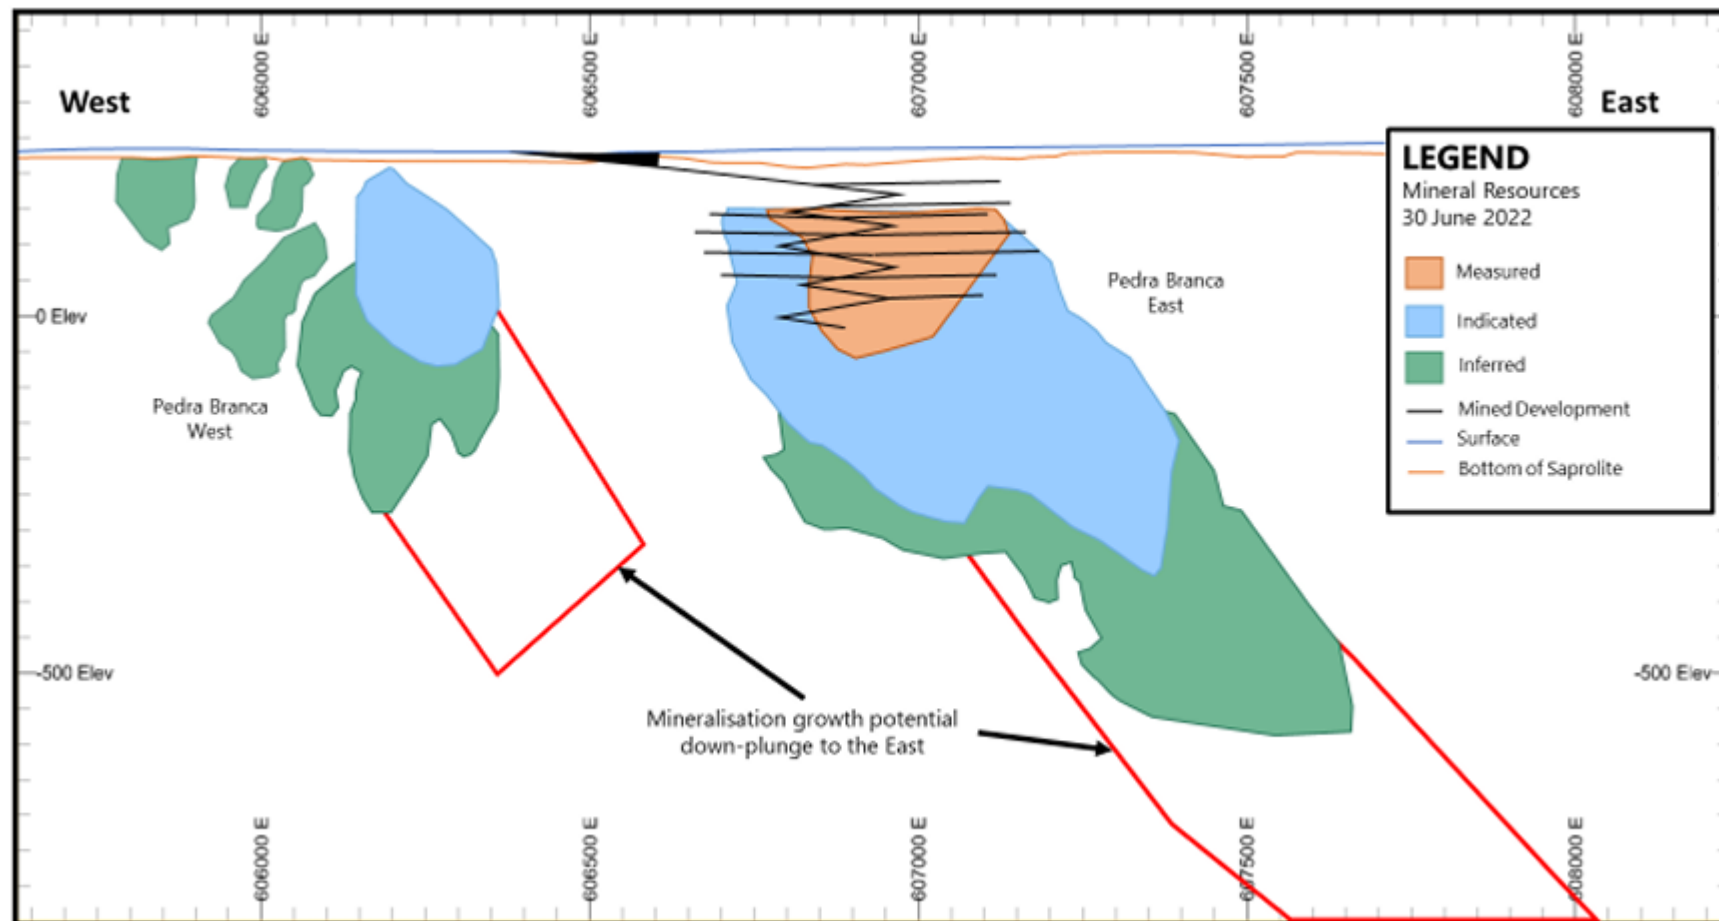 606000 E
606500 E
607000 E
607500 E
608000 E
West
East
LEGEND
Mineral Resources
30 June 2022
Measured
Indicated
Inferred
Mined Development
Surface
Bottom of Saprolite
Pedra Branca
East
0 Elev
Pedra Branca
West
-500 Elev
-500 Elev
Mineralisation growth potential
down-plunge to the East
606000 E
606500 E
607000 E
607500 E
608000 E